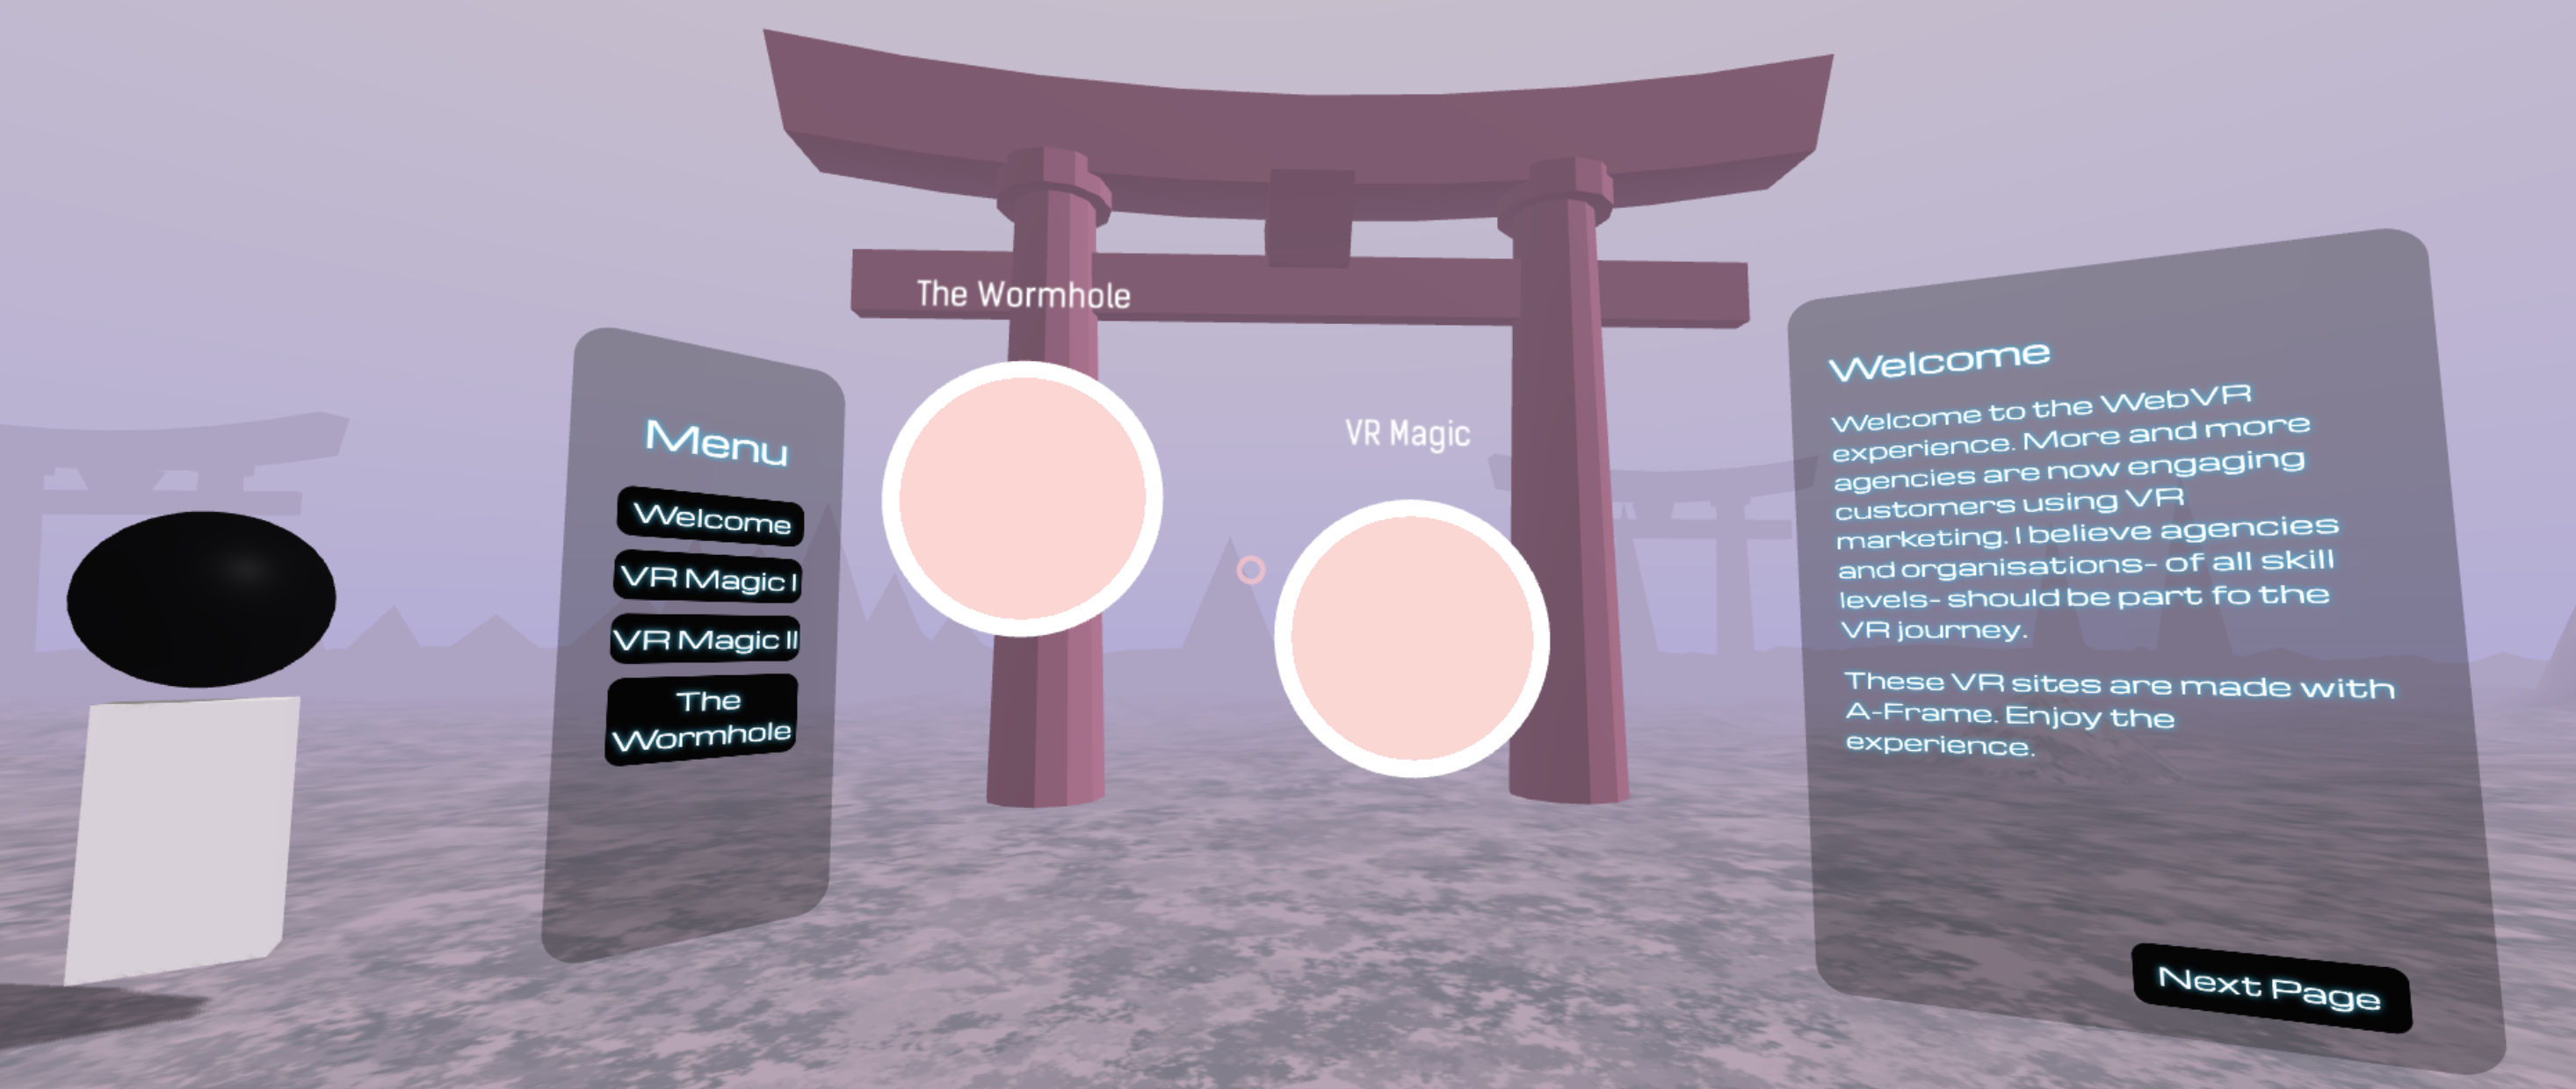 The Wormhole
Menu
Welcome
VR Magic I
VR Magic II
The
Wormhole
VR Magic
Welcome
Welcome to the WebVR
experience. More and more
agencies are now engaging
customers using VR
marketing. I believe agencies
and organisations- of all skill
levels- should be part fo the
VR journey.
These VR sites are made with
A-Frame. Enjoy the
experience.
Next Page